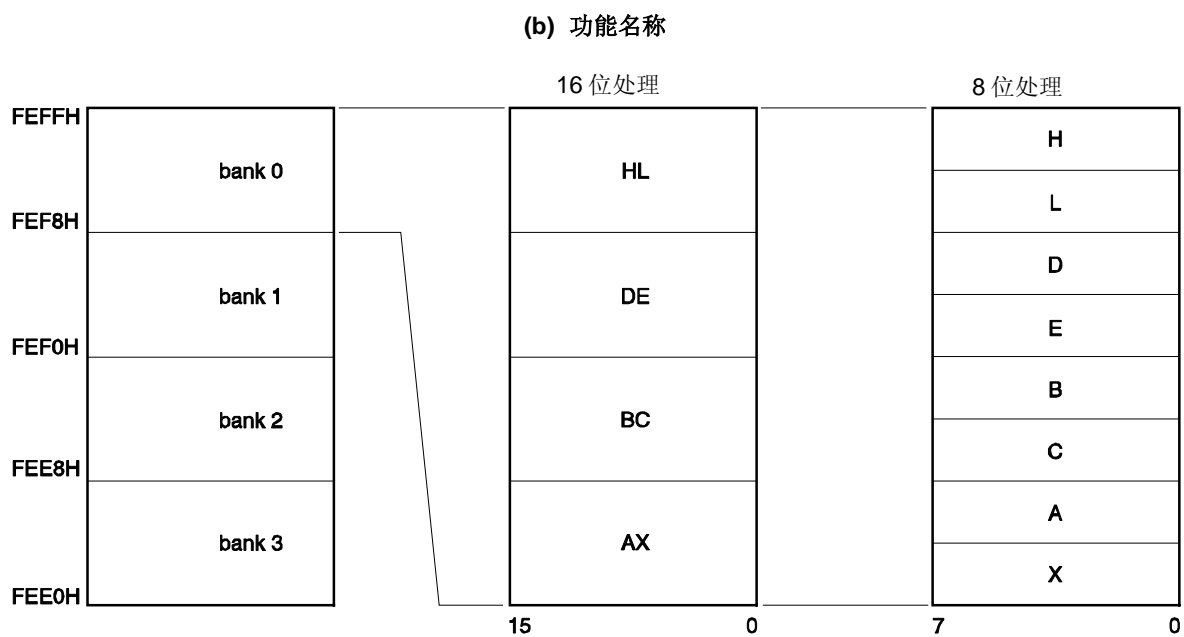 (b) 功能名称
16 位处理
8 位处理
FEFFH
bank 0
HL
H
L
FEF8H
bank 1
DE
D
E
FEF0H
bank 2
BC
B
C
FEE8H
bank 3
AX
A
X
FEE0H
15
0
7
0